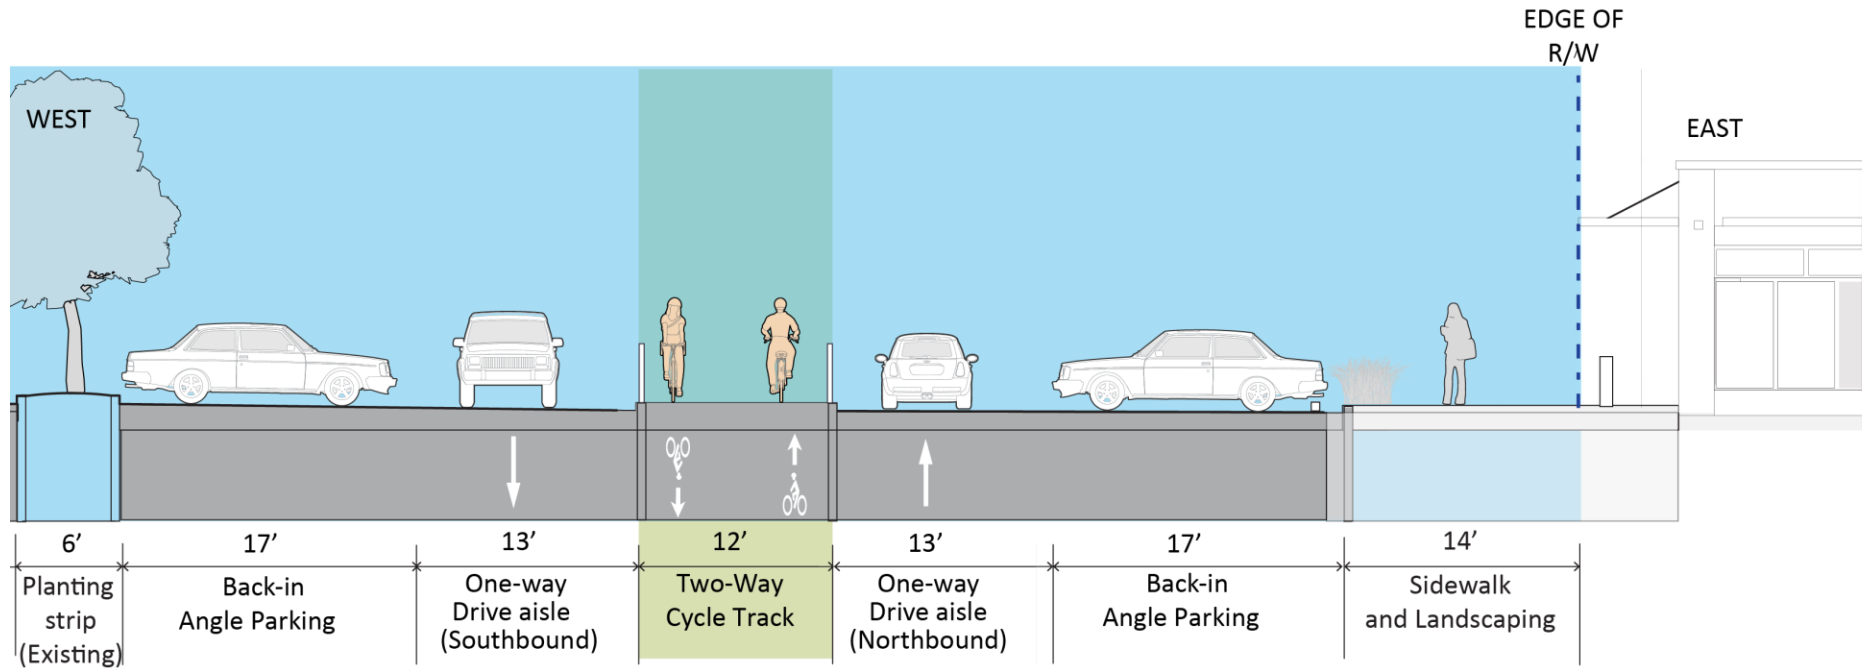 EDGE OF
R/W
WEST
EAST
6’
17’
13’
12’
13’
17’
14’
Planting
strip
(Existing)
Back-in
Angle Parking
One-way
Drive aisle
(Southbound)
Two-Way
Cycle Track
One-way
Drive aisle
(Northbound)
Back-in
Angle Parking
Sidewalk
and Landscaping